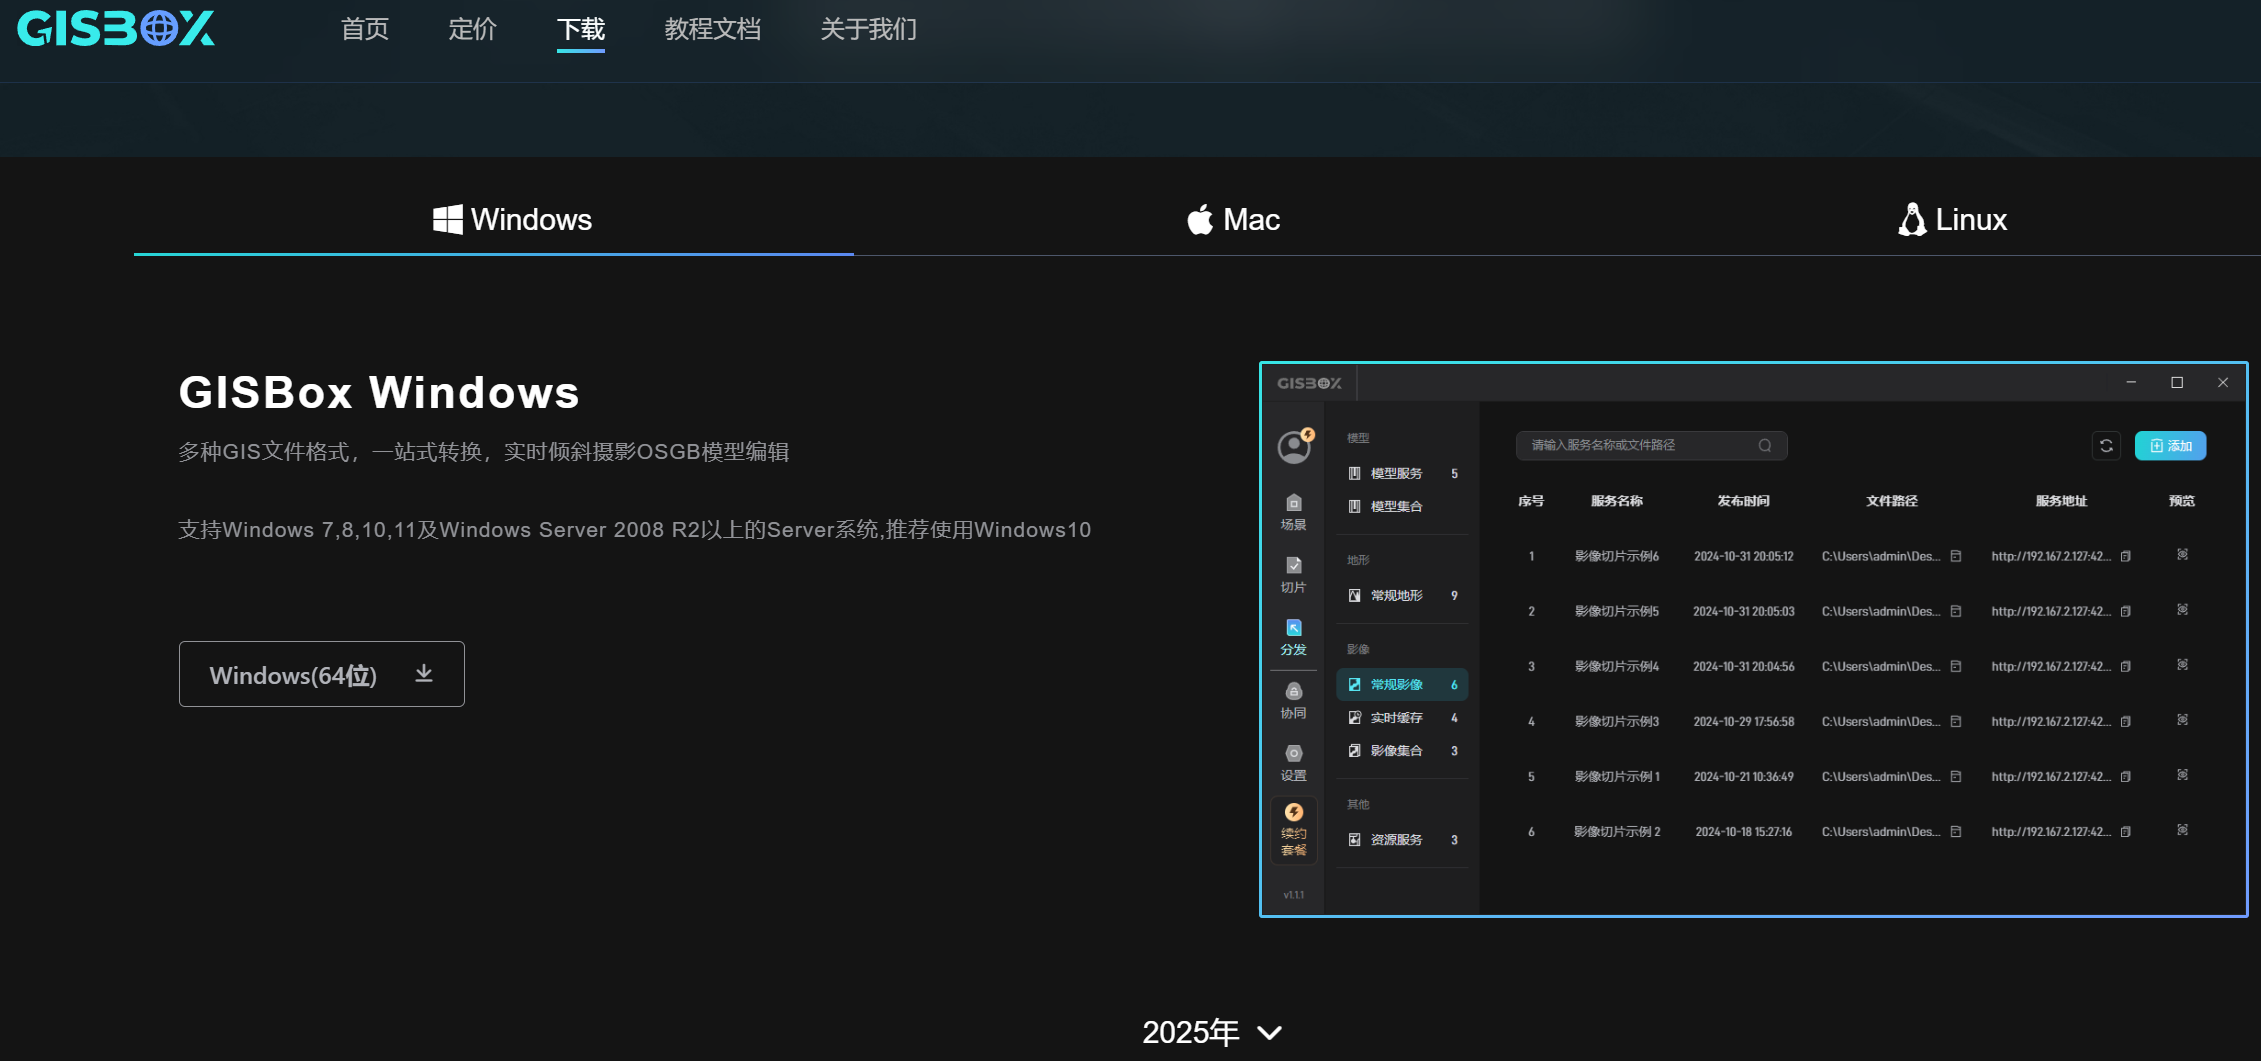 GISBOX
首页 定价 下载 教程文档 关于我们
Windows Mac Linux
GISBox Windows
多种GIS文件格式，一站式转换，实时倾斜摄影OSGB模型编辑
支持Windows 7,8,10,11及Windows Server 2008 R2以上的Server系统,推荐使用Windows10
Windows(64位)
GISBOX
场景
切片
分发
协同
设置
续约
套餐
v1.1.1
模型
模型服务 5
模型集合
地形
常规地形 9
影像
常规影像 6
实时缓存 4
影像集合 3
其他
资源服务 3
请输入服务名称或文件路径 添加
序号 服务名称 发布时间 文件路径 服务地址 预览
1 影像切片示例6 2024-10-31 20:05:12 C:\Users\admin\Des... http://192.167.2.127:42...
2 影像切片示例5 2024-10-31 20:05:03 C:\Users\admin\Des... http://192.167.2.127:42...
3 影像切片示例4 2024-10-31 20:04:56 C:\Users\admin\Des... http://192.167.2.127:42...
4 影像切片示例3 2024-10-29 17:56:58 C:\Users\admin\Des... http://192.167.2.127:42...
5 影像切片示例 1 2024-10-21 10:36:49 C:\Users\admin\Des... http://192.167.2.127:42...
6 影像切片示例 2 2024-10-18 15:27:16 C:\Users\admin\Des... http://192.167.2.127:42...
2025年